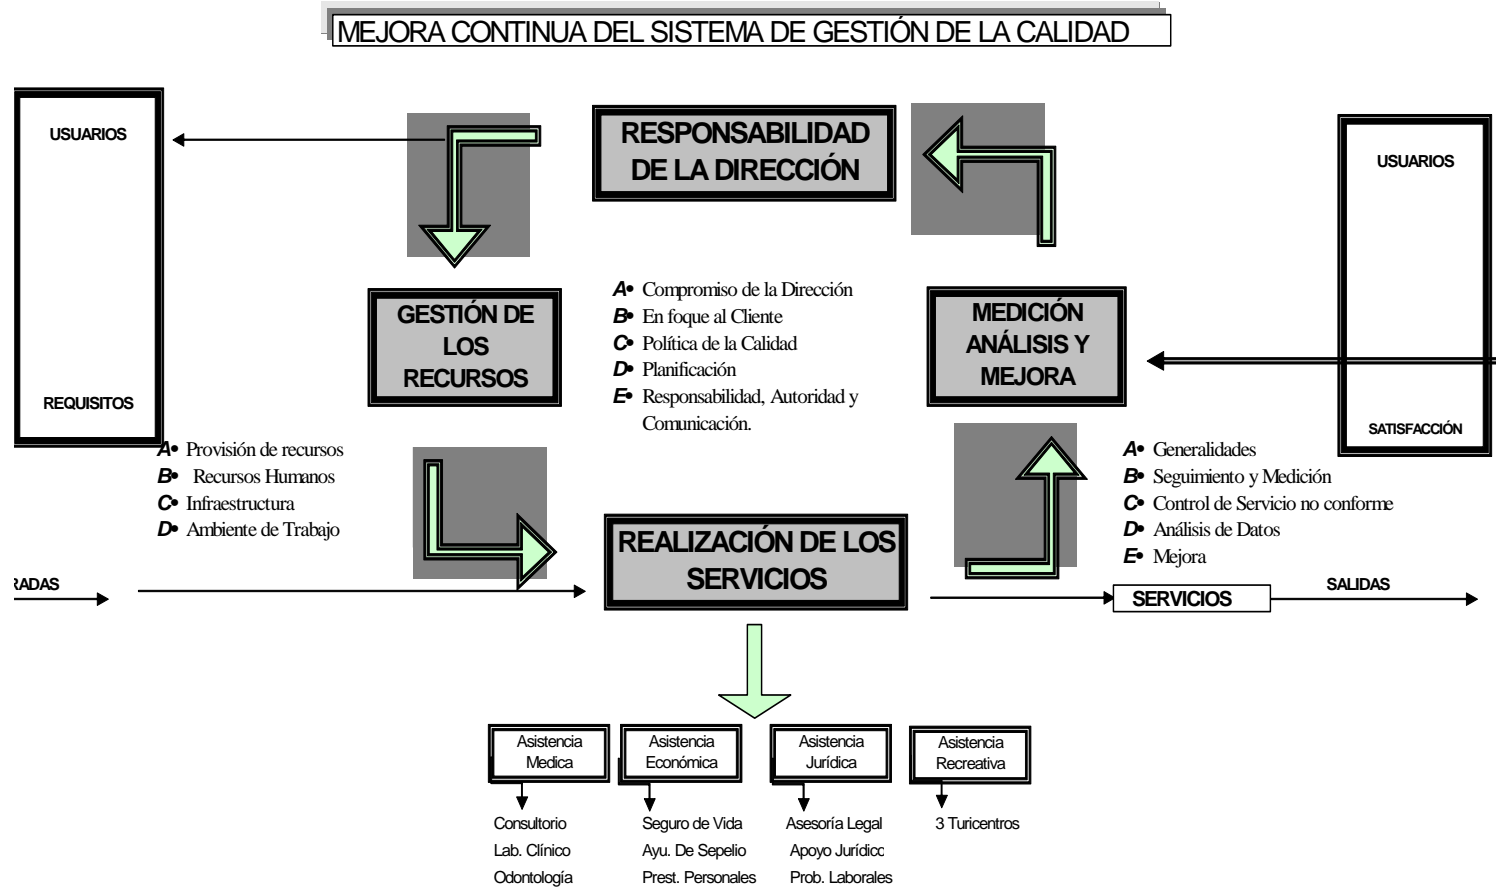 MEJORA CONTINUA DEL SISTEMA DE GESTIÓN DE LA CALIDAD
USUARIOS
REQUISITOS
RESPONSABILIDAD
DE LA DIRECCIÓN
USUARIOS
SATISFACCIÓN
GESTIÓN DE
LOS
RECURSOS
A• Compromiso de la Dirección
B• En foque al Cliente
C• Política de la Calidad
D• Planificación
E• Responsabilidad, Autoridad y
Comunicación.
MEDICIÓN
ANÁLISIS Y
MEJORA
A• Provisión de recursos
B• Recursos Humanos
C• Infraestructura
D• Ambiente de Trabajo
A• Generalidades
B• Seguimiento y Medición
C• Control de Servicio no conforme
D• Análisis de Datos
E• Mejora
RADAS
REALIZACIÓN DE LOS
SERVICIOS
SERVICIOS
SALIDAS
Asistencia
Medica
Consultorio
Lab. Clínico
Odontología
Asistencia
Económica
Seguro de Vida
Ayu. De Sepelio
Prest. Personales
Asistencia
Jurídica
Asesoría Legal
Apoyo Jurídico
Prob. Laborales
Asistencia
Recreativa
3 Turicentros